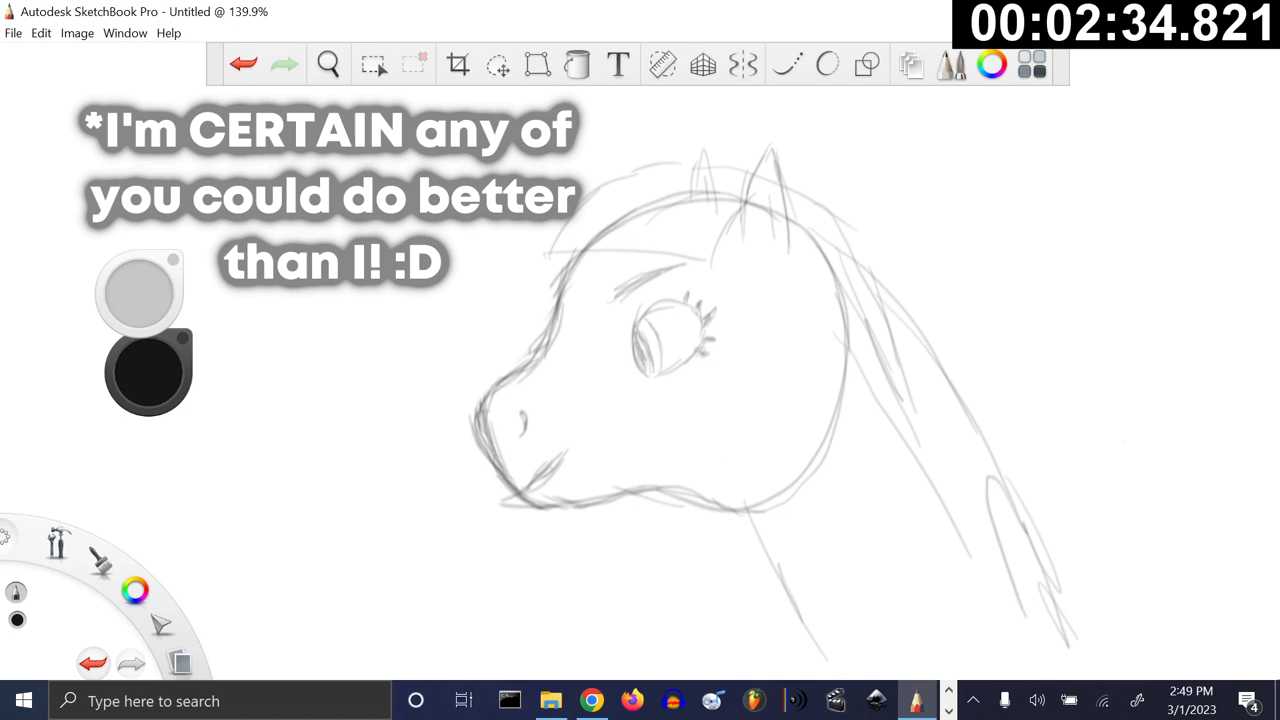 Autodesk SketchBook Pro - Untitled @ 139.9%
00:02:34.821
File Edit Image Window Help
T
*I'm CERTAIN any of
you could do better
than I! :D
Type here to search
2:49 PM
3/1/2023
4